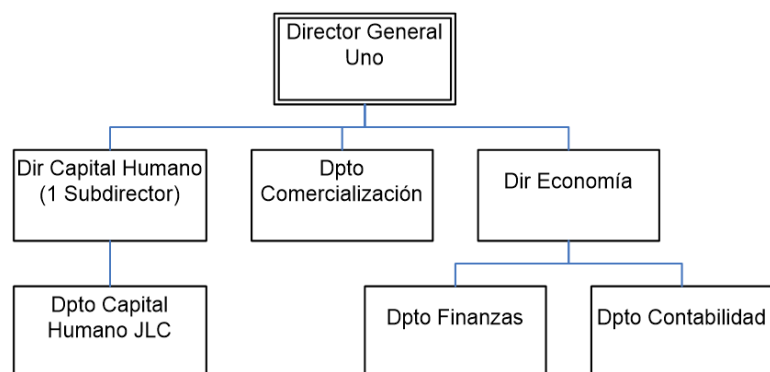 Director General
Uno
Dir Capital Humano
(1 Subdirector)
Dpto
Comercialización
Dir Economía
Dpto Capital
Humano JLC
Dpto Finanzas
Dpto Contabilidad